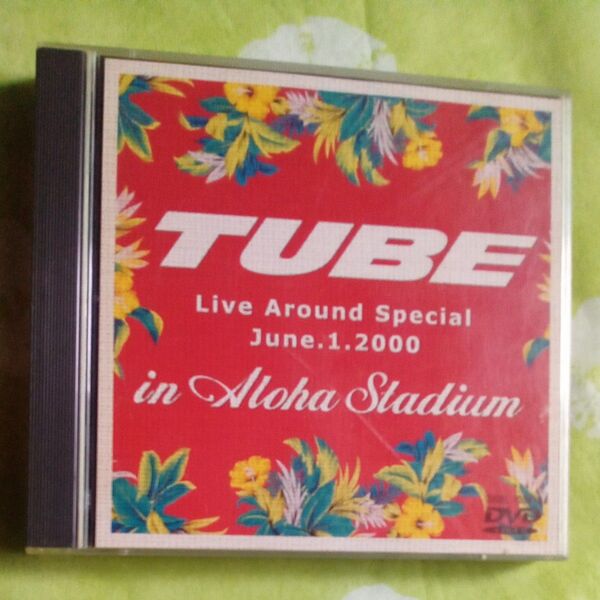 TUBE
Live Around Special
June.1.2000
in Aloha Stadium
DVD